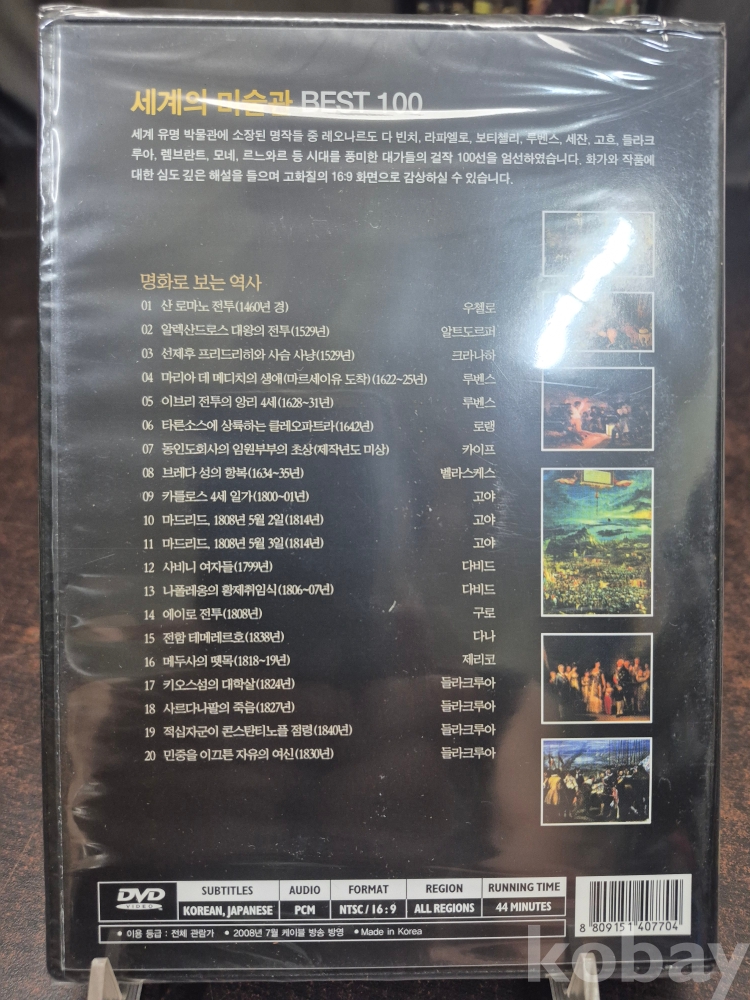 세계의 미술관 BEST 100
세계 유명 박물관에 소장된 명작들 중 레오나르도 다 빈치, 라파엘로, 보티첼리, 루벤스, 세잔, 고흐, 들라크
루아, 렘브란트, 모네, 르느와르 등 시대를 풍미한 대가들의 걸작 100선을 엄선하였습니다. 화가와 작품에
대한 심도 깊은 해설을 들으며 고화질의 16:9 화면으로 감상하실 수 있습니다.
명화로 보는 역사
01 산 로마노 전투(1460년 경) 우첼로
02 알렉산드로스 대왕의 전투(1529년) 알트도르퍼
03 선제후 프리드리히와 사슴 사냥(1529년) 크라나하
04 마리아 데 메디치의 생애(마르세이유 도착)(1622~25년) 루벤스
05 이브리 전투의 앙리 4세(1628~31년) 루벤스
06 타른소스에 상륙하는 클레오파트라(1642년) 로랭
07 동인도회사의 임원부부의 초상(제작년도 미상) 카이프
08 브레다 성의 항복(1634~35년) 벨라스케스
09 카를로스 4세 일가(1800~01년) 고야
10 마드리드, 1808년 5월 2일(1814년) 고야
11 마드리드, 1808년 5월 3일(1814년) 고야
12 사비니 여자들(1799년) 다비드
13 나폴레옹의 황제취임식(1806~07년) 다비드
14 에이로 전투(1808년) 구로
15 전함 테메레르호(1838년) 다나
16 메두사의 뗏목(1818~19년) 제리코
17 키오스섬의 대학살(1824년) 들라크루아
18 사르다나팔의 죽음(1827년) 들라크루아
19 적십자군이 콘스탄티노플 점령(1840년) 들라크루아
20 민중을 이끄는 자유의 여신(1830년) 들라크루아
DVD VIDEO
SUBTITLES AUDIO FORMAT REGION RUNNING TIME
KOREAN, JAPANESE PCM NTSC/16:9 ALL REGIONS 44 MINUTES
• 이용 등급 : 전체 관람가 • 2008년 7월 케이블 방송 방영 • Made in Korea
8 809151 407704
kobay